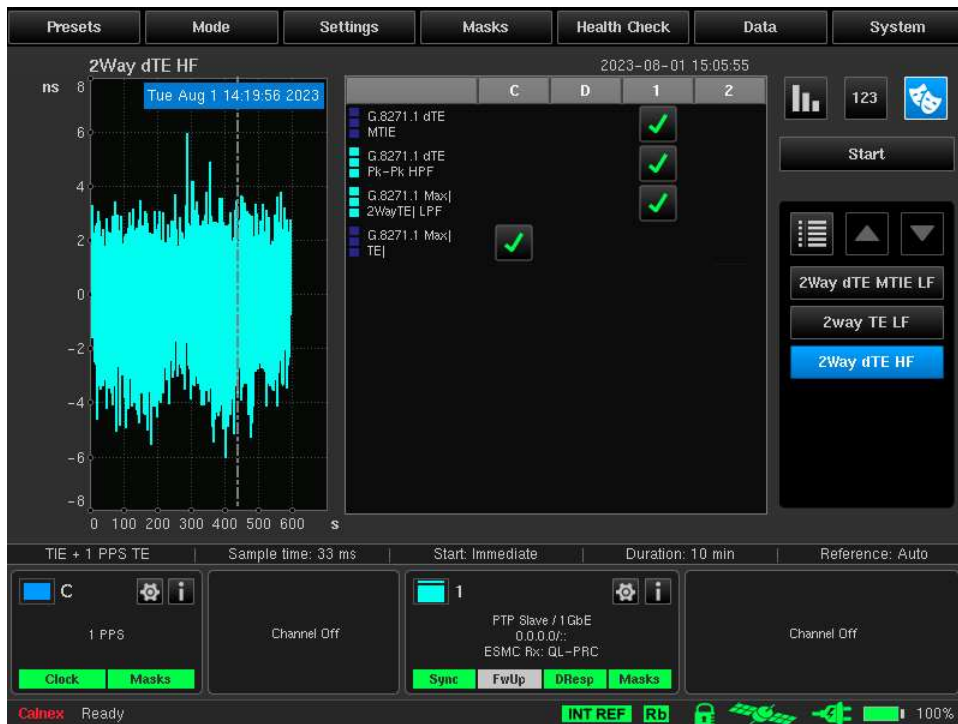 Presets Mode Settings Masks Health Check Data System
2Way dTE HF
2023-08-01 15:05:55
ns
Tue Aug 1 14:19:56 2023
8
6
4
2
0
-2
-4
-6
-8
0 100 200 300 400 500 600 s
C D 1 2
G.8271.1 dTE
MTIE
G.8271.1 dTE
Pk-Pk HPF
G.8271.1 Max|
2WayTE| LPF
G.8271.1 Max|
TE|
123
Start
2Way dTE MTIE LF
2way TE LF
2Way dTE HF
TIE + 1 PPS TE | Sample time: 33 ms | Start: Immediate | Duration: 10 min | Reference: Auto
C
i
1 PPS
Clock Masks
Channel Off
1
i
PTP Slave / 1GbE
0.0.0.0/::
ESMC Rx: QL-PRC
Sync FwUp DResp Masks
Channel Off
Calnex Ready INT REF Rb 100%